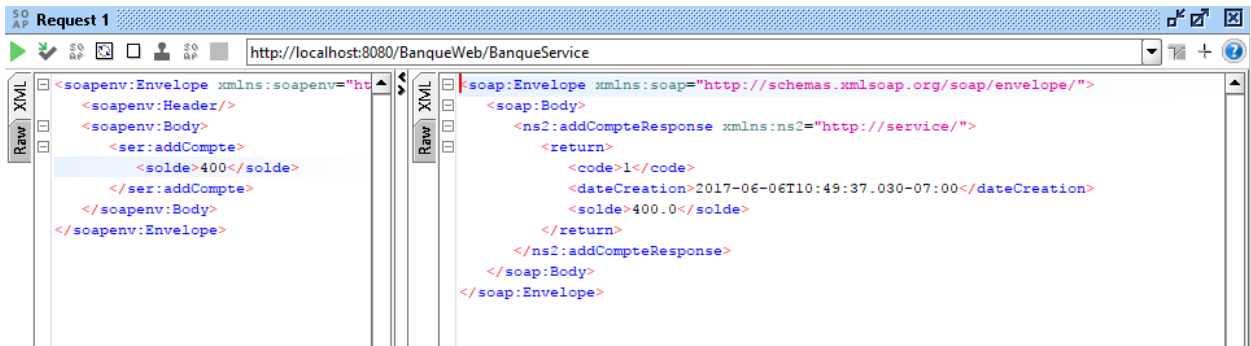 SO AP Request 1
http://localhost:8080/BanqueWeb/BanqueService
XML
Raw
<soapenv:Envelope xmlns:soapenv="ht
<soapenv:Header/>
<soapenv:Body>
<ser:addCompte>
<solde>400</solde>
</ser:addCompte>
</soapenv:Body>
</soapenv:Envelope>
XML
Raw
<soap:Envelope xmlns:soap="http://schemas.xmlsoap.org/soap/envelope/">
<soap:Body>
<ns2:addCompteResponse xmlns:ns2="http://service/">
<return>
<code>1</code>
<dateCreation>2017-06-06T10:49:37.030-07:00</dateCreation>
<solde>400.0</solde>
</return>
</ns2:addCompteResponse>
</soap:Body>
</soap:Envelope>